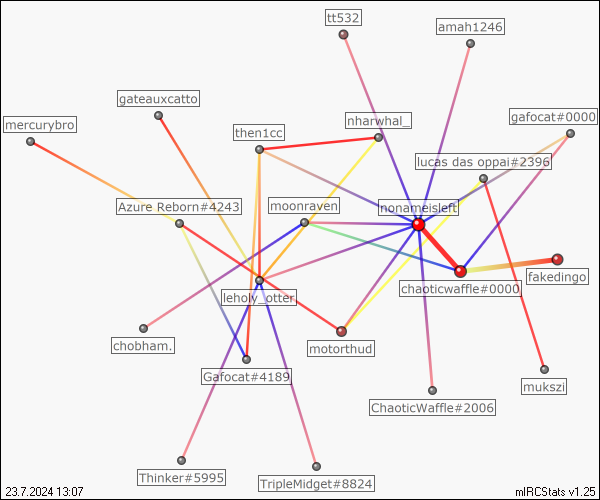 tt532
amah1246
gateauxcatto
gafocat#0000
mercurybro
nharwhal_
then1cc
lucas das oppai#2396
Azure Reborn#4243
moonraven
nonameisleft
fakedingo
chaoticwaffle#0000
leholy_otter
chobham.
motorthud
Gafocat#4189
mukszi
ChaoticWaffle#2006
Thinker#5995
TripleMidget#8824
23.7.2024 13:07
mIRCStats v1.25